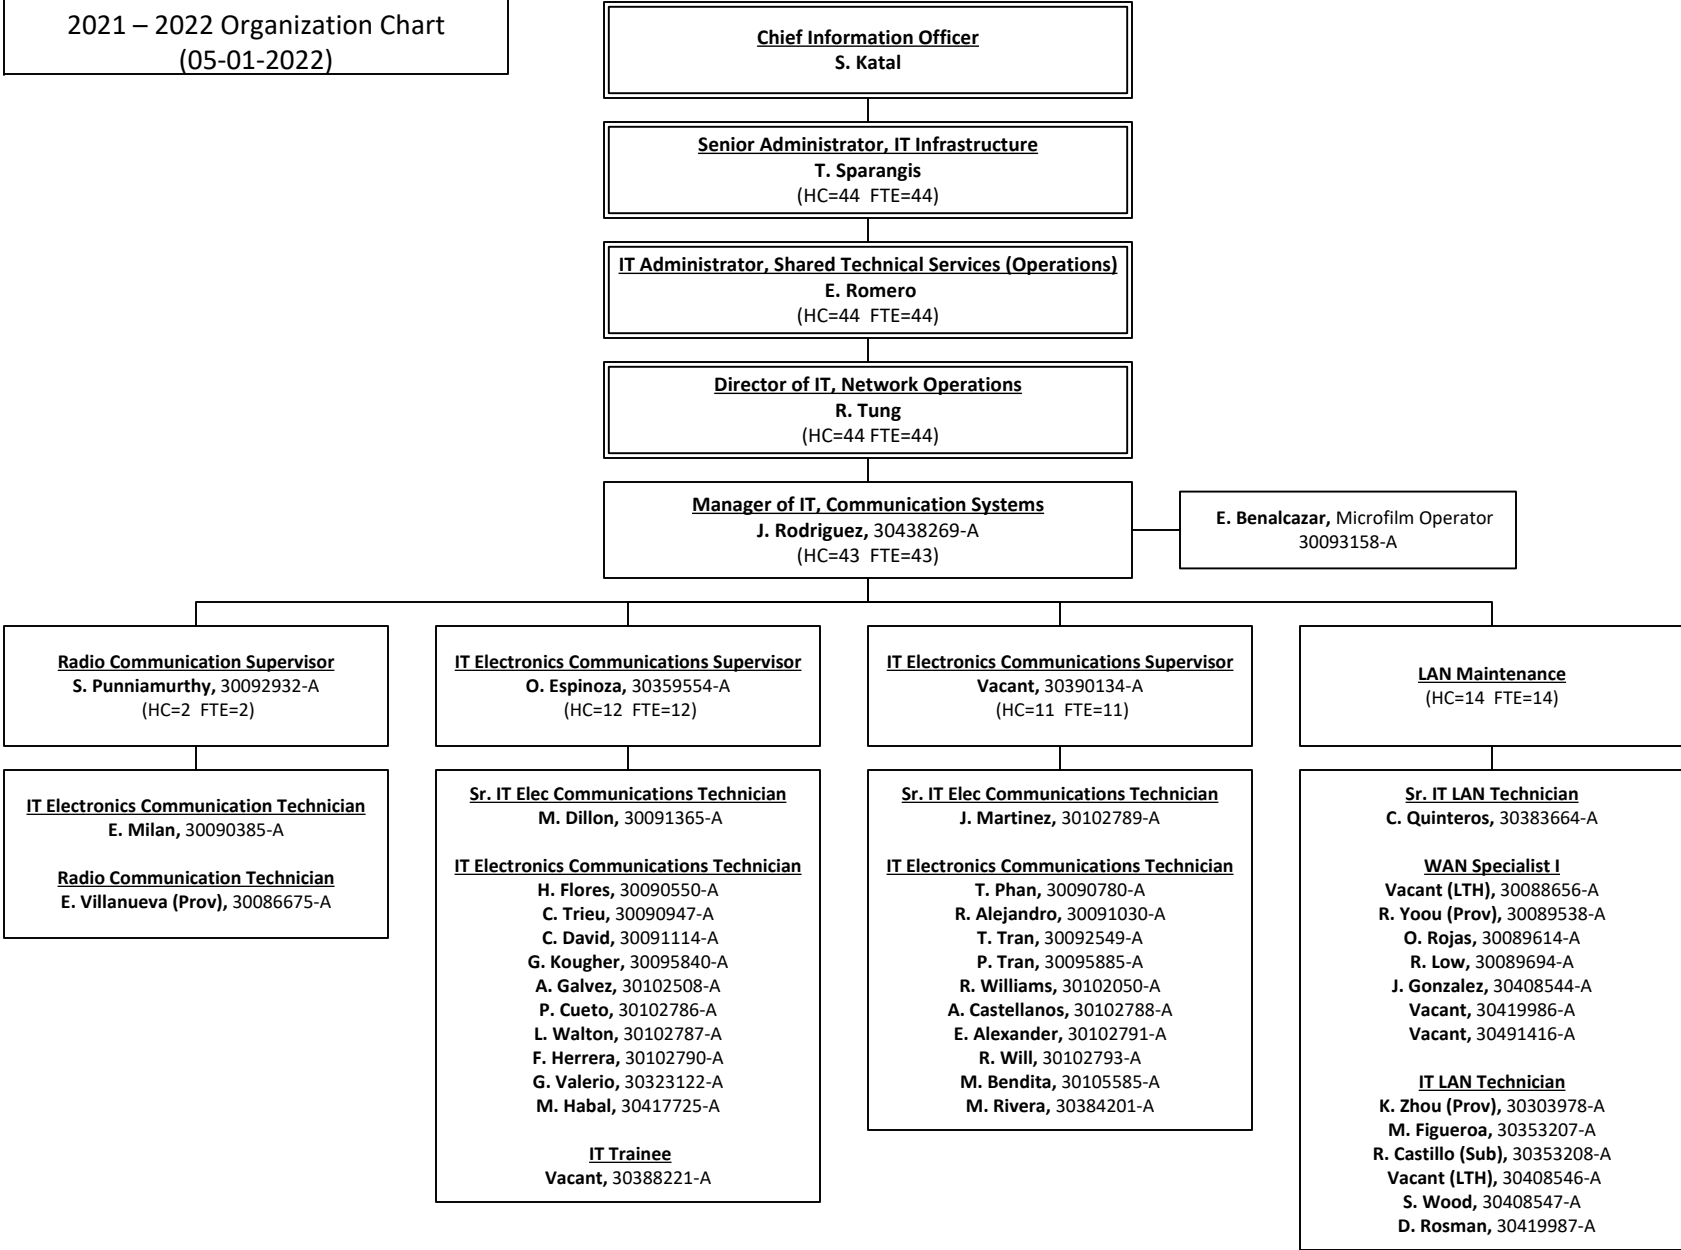 2021 – 2022 Organization Chart
(05-01-2022)
Chief Information Officer
S. Katal
Senior Administrator, IT Infrastructure
T. Sparangis
(HC=44 FTE=44)
IT Administrator, Shared Technical Services (Operations)
E. Romero
(HC=44 FTE=44)
Director of IT, Network Operations
R. Tung
(HC=44 FTE=44)
Manager of IT, Communication Systems
J. Rodriguez, 30438269-A
(HC=43 FTE=43)
E. Benalcazar, Microfilm Operator
30093158-A
Radio Communication Supervisor
S. Punniamurthy, 30092932-A
(HC=2 FTE=2)
IT Electronics Communications Supervisor
O. Espinoza, 30359554-A
(HC=12 FTE=12)
IT Electronics Communications Supervisor
Vacant, 30390134-A
(HC=11 FTE=11)
LAN Maintenance
(HC=14 FTE=14)
IT Electronics Communication Technician
E. Milan, 30090385-A
Radio Communication Technician
E. Villanueva (Prov), 30086675-A
Sr. IT Elec Communications Technician
M. Dillon, 30091365-A
IT Electronics Communications Technician
H. Flores, 30090550-A
C. Trieu, 30090947-A
C. David, 30091114-A
G. Kougher, 30095840-A
A. Galvez, 30102508-A
P. Cueto, 30102786-A
L. Walton, 30102787-A
F. Herrera, 30102790-A
G. Valerio, 30323122-A
M. Habal, 30417725-A
IT Trainee
Vacant, 30388221-A
Sr. IT Elec Communications Technician
J. Martinez, 30102789-A
IT Electronics Communications Technician
T. Phan, 30090780-A
R. Alejandro, 30091030-A
T. Tran, 30092549-A
P. Tran, 30095885-A
R. Williams, 30102050-A
A. Castellanos, 30102788-A
E. Alexander, 30102791-A
R. Will, 30102793-A
M. Bendita, 30105585-A
M. Rivera, 30384201-A
Sr. IT LAN Technician
C. Quinteros, 30383664-A
WAN Specialist I
Vacant (LTH), 30088656-A
R. Yoou (Prov), 30089538-A
O. Rojas, 30089614-A
R. Low, 30089694-A
J. Gonzalez, 30408544-A
Vacant, 30419986-A
Vacant, 30491416-A
IT LAN Technician
K. Zhou (Prov), 30303978-A
M. Figueroa, 30353207-A
R. Castillo (Sub), 30353208-A
Vacant (LTH), 30408546-A
S. Wood, 30408547-A
D. Rosman, 30419987-A